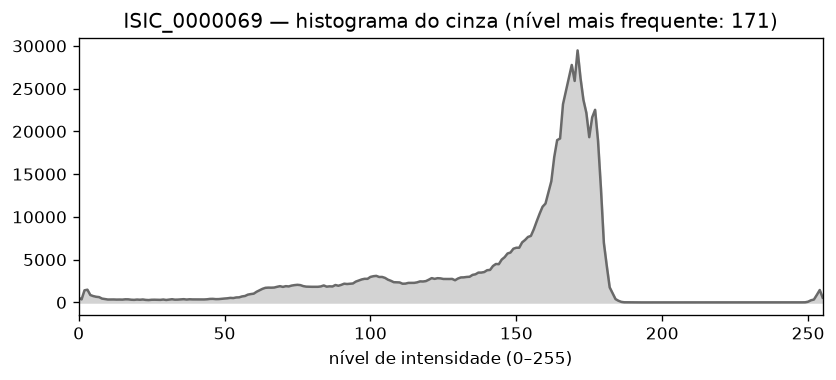 ISIC_0000069 — histograma do cinza (nível mais frequente: 171)
30000
25000
20000
15000
10000
5000
0
0 50 100 150 200 250
nível de intensidade (0–255)